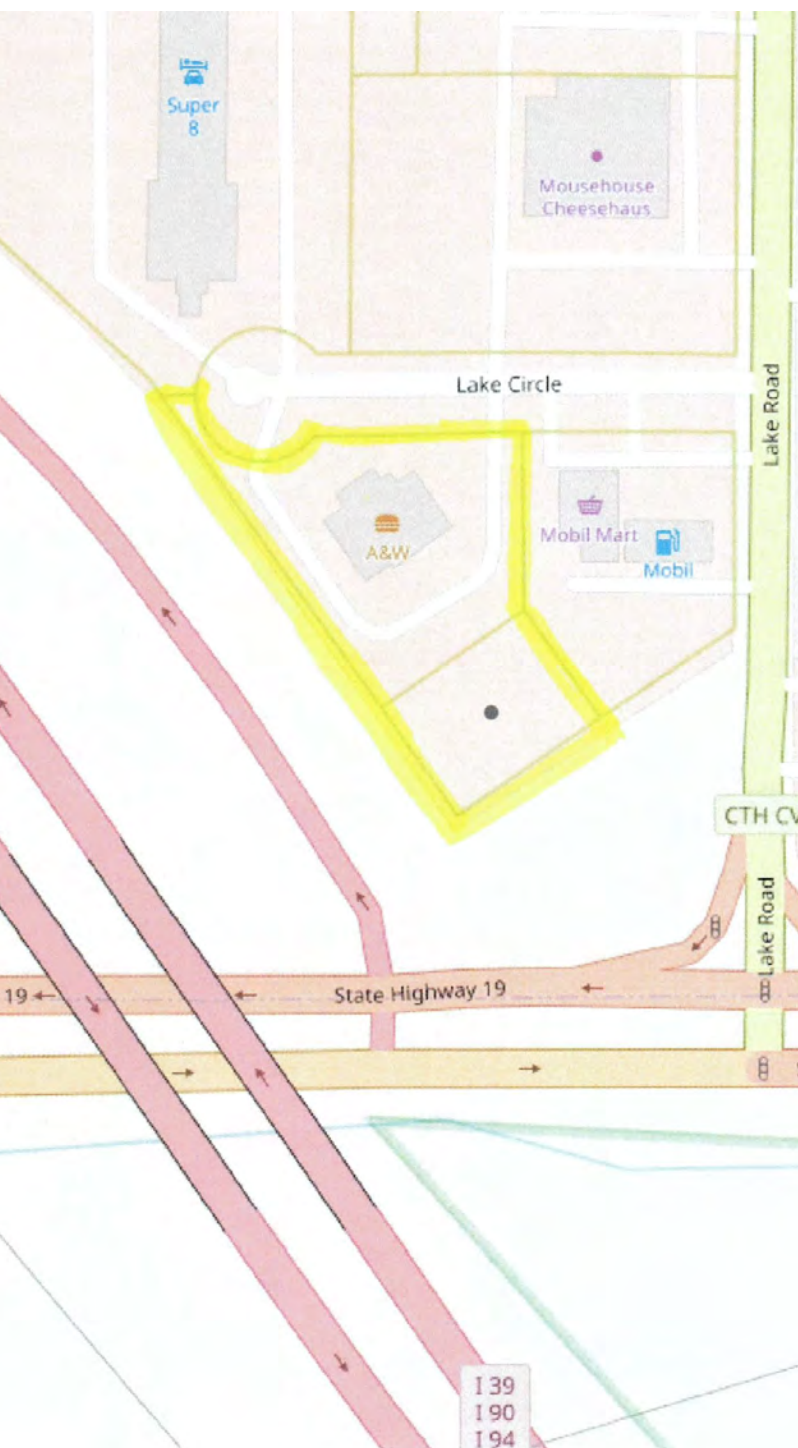 Super
8
Mousehouse
Cheesehaus
Lake Circle
Lake Road
A&W
Mobil Mart
Mobil
CTH CV
Lake Road
19
State Highway 19
I 39
I 90
I 94